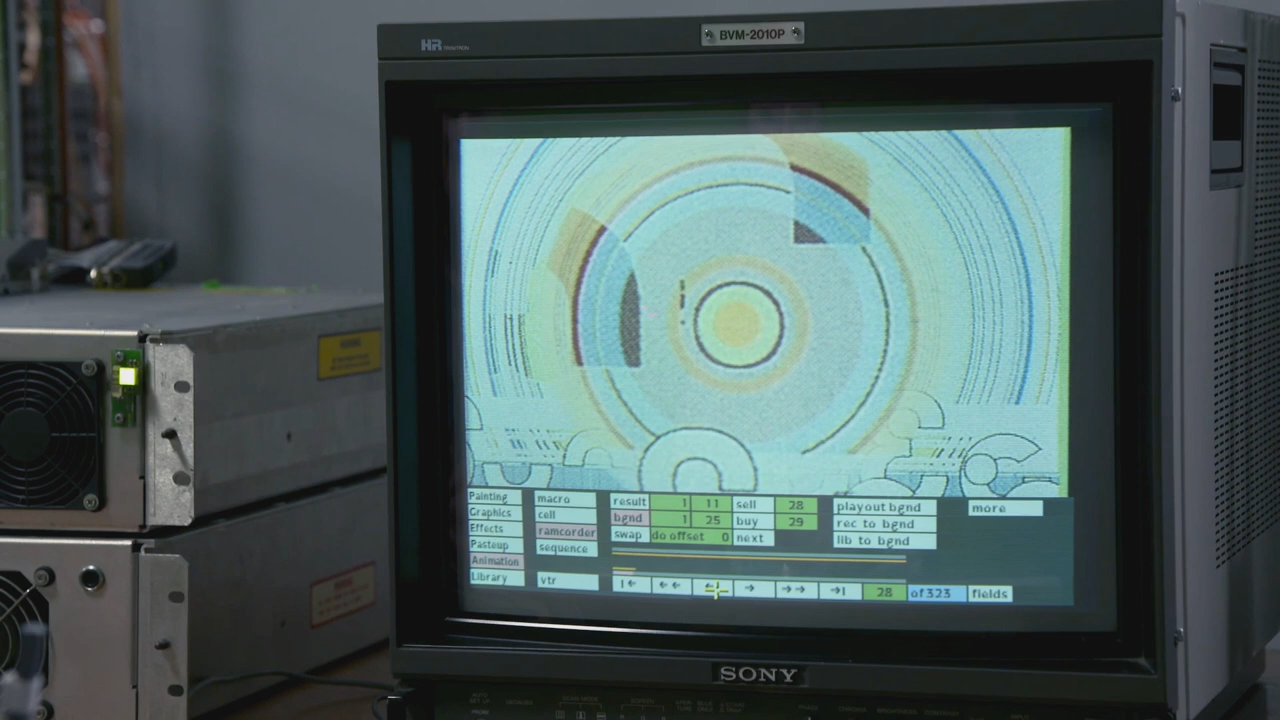 HR TRINITRON
BVM-2010P
Painting
Graphics
Effects
Pasteup
Animation
Library
macro
cell
ramcorder
sequence
vtr
result 1 11 sell 28
bgnd 1 25 buy 29
swap do offset 0 next
playout bgnd
rec to bgnd
lib to bgnd
more
28 of 323 fields
SONY